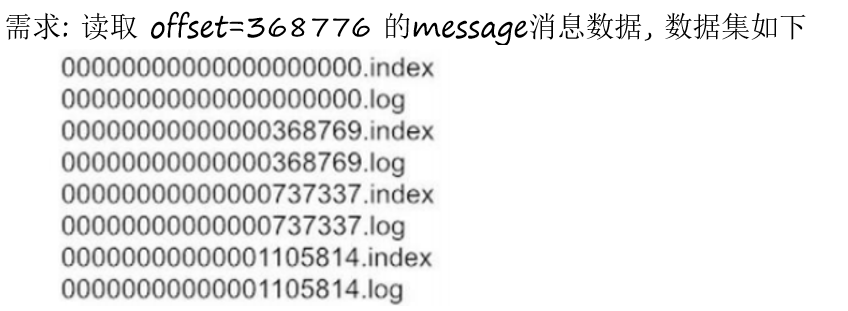 需求: 读取 offset=368776 的message消息数据, 数据集如下
00000000000000000000.index
00000000000000000000.log
00000000000000368769.index
00000000000000368769.log
00000000000000737337.index
00000000000000737337.log
00000000000001105814.index
00000000000001105814.log